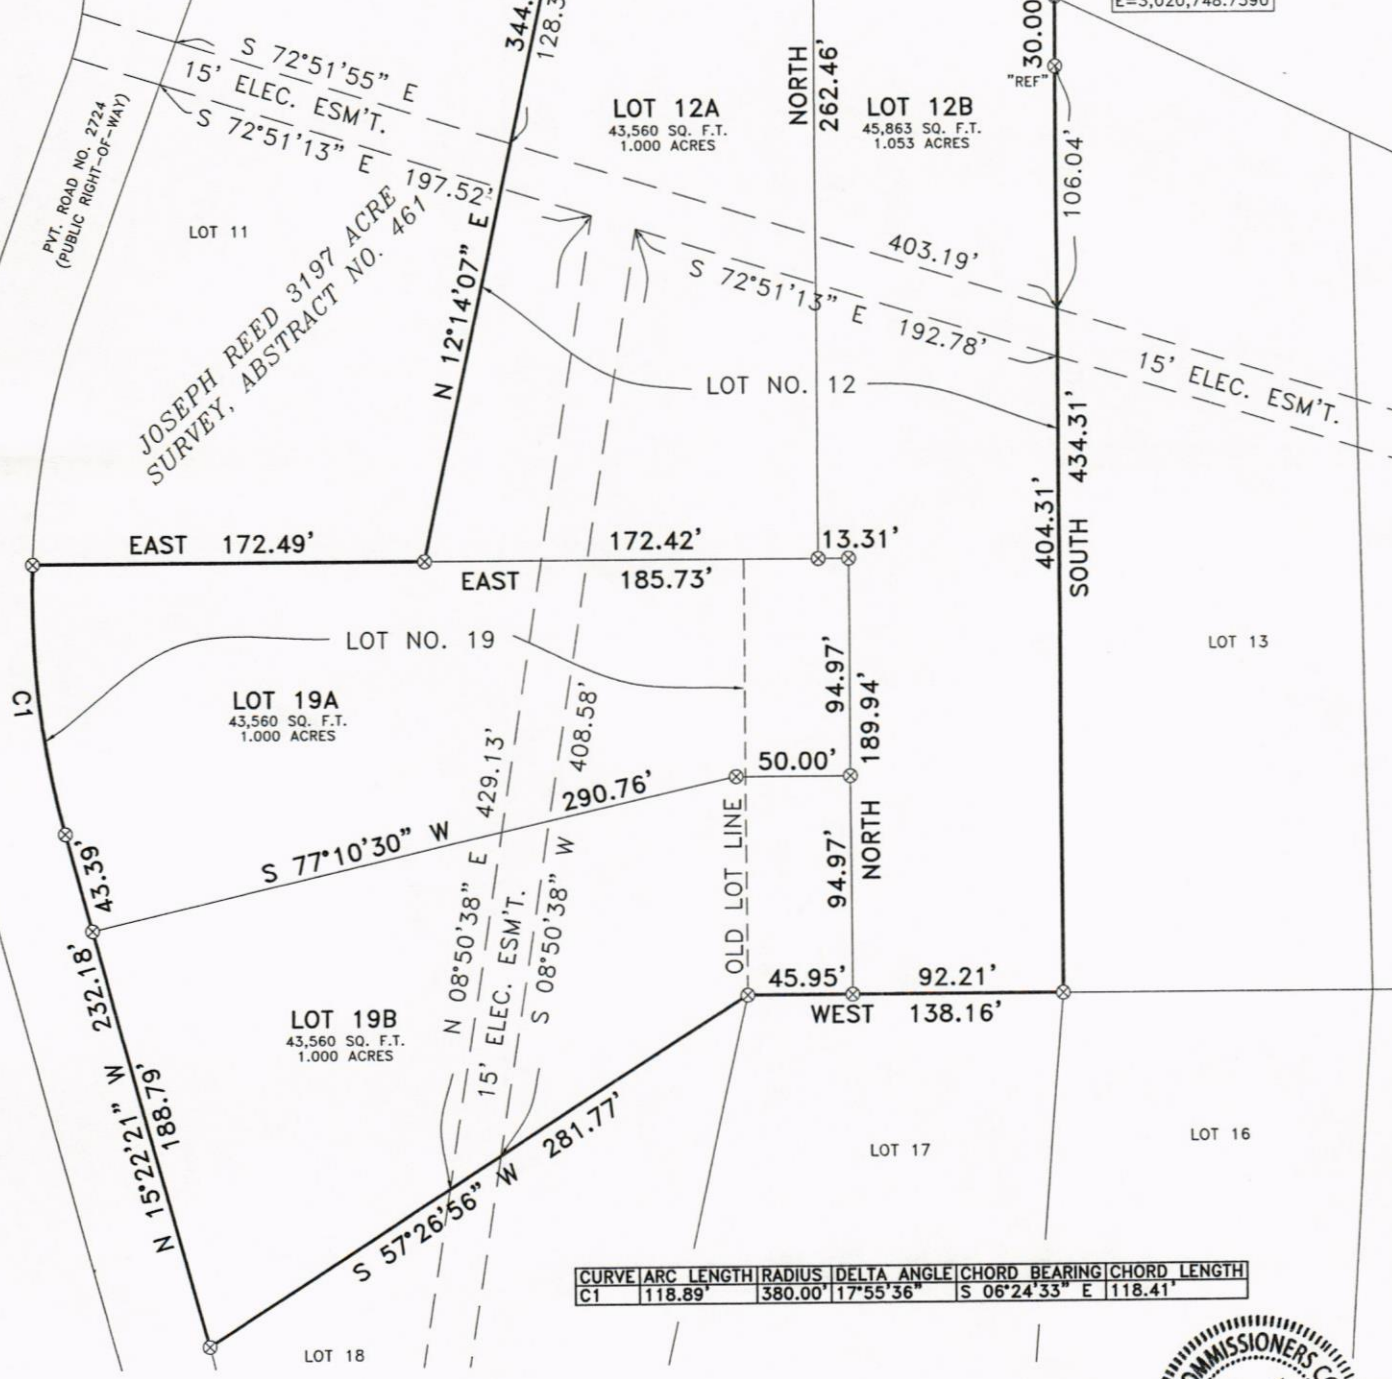 E=3,020,748.7590
344.
128.3
NORTH
262.46'
30.00
"REF"
S 72°51'55" E
15' ELEC. ESM'T.
S 72°51'13" E
197.52'
PVT. ROAD NO. 2724
(PUBLIC RIGHT-OF-WAY)
LOT 12A
43,560 SQ. F.T.
1.000 ACRES
LOT 12B
45,863 SQ. F.T.
1.053 ACRES
106.04'
LOT 11
JOSEPH REED 3197 ACRE
SURVEY, ABSTRACT NO. 461
N 12°14'07" E
403.19'
S 72°51'13" E 192.78'
15' ELEC. ESM'T.
LOT NO. 12
404.31'
SOUTH 434.31'
EAST 172.49'
172.42'
13.31'
EAST 185.73'
LOT NO. 19
LOT 13
C1
LOT 19A
43,560 SQ. F.T.
1.000 ACRES
94.97'
189.94'
NORTH
429.13'
408.58'
50.00'
290.76'
S 77°10'30" W
43.39'
OLD LOT LINE
94.97'
N 08°50'38" E
15' ELEC. ESM'T.
S 08°50'38" W
232.18'
N 15°22'21" W
188.79'
45.95'
92.21'
WEST 138.16'
LOT 19B
43,560 SQ. F.T.
1.000 ACRES
S 57°26'56" W 281.77'
LOT 17
LOT 16
LOT 18
CURVE ARC LENGTH RADIUS DELTA ANGLE CHORD BEARING CHORD LENGTH
C1 118.89' 380.00' 17°55'36" S 06°24'33" E 118.41'
OMMISSIONERS CO